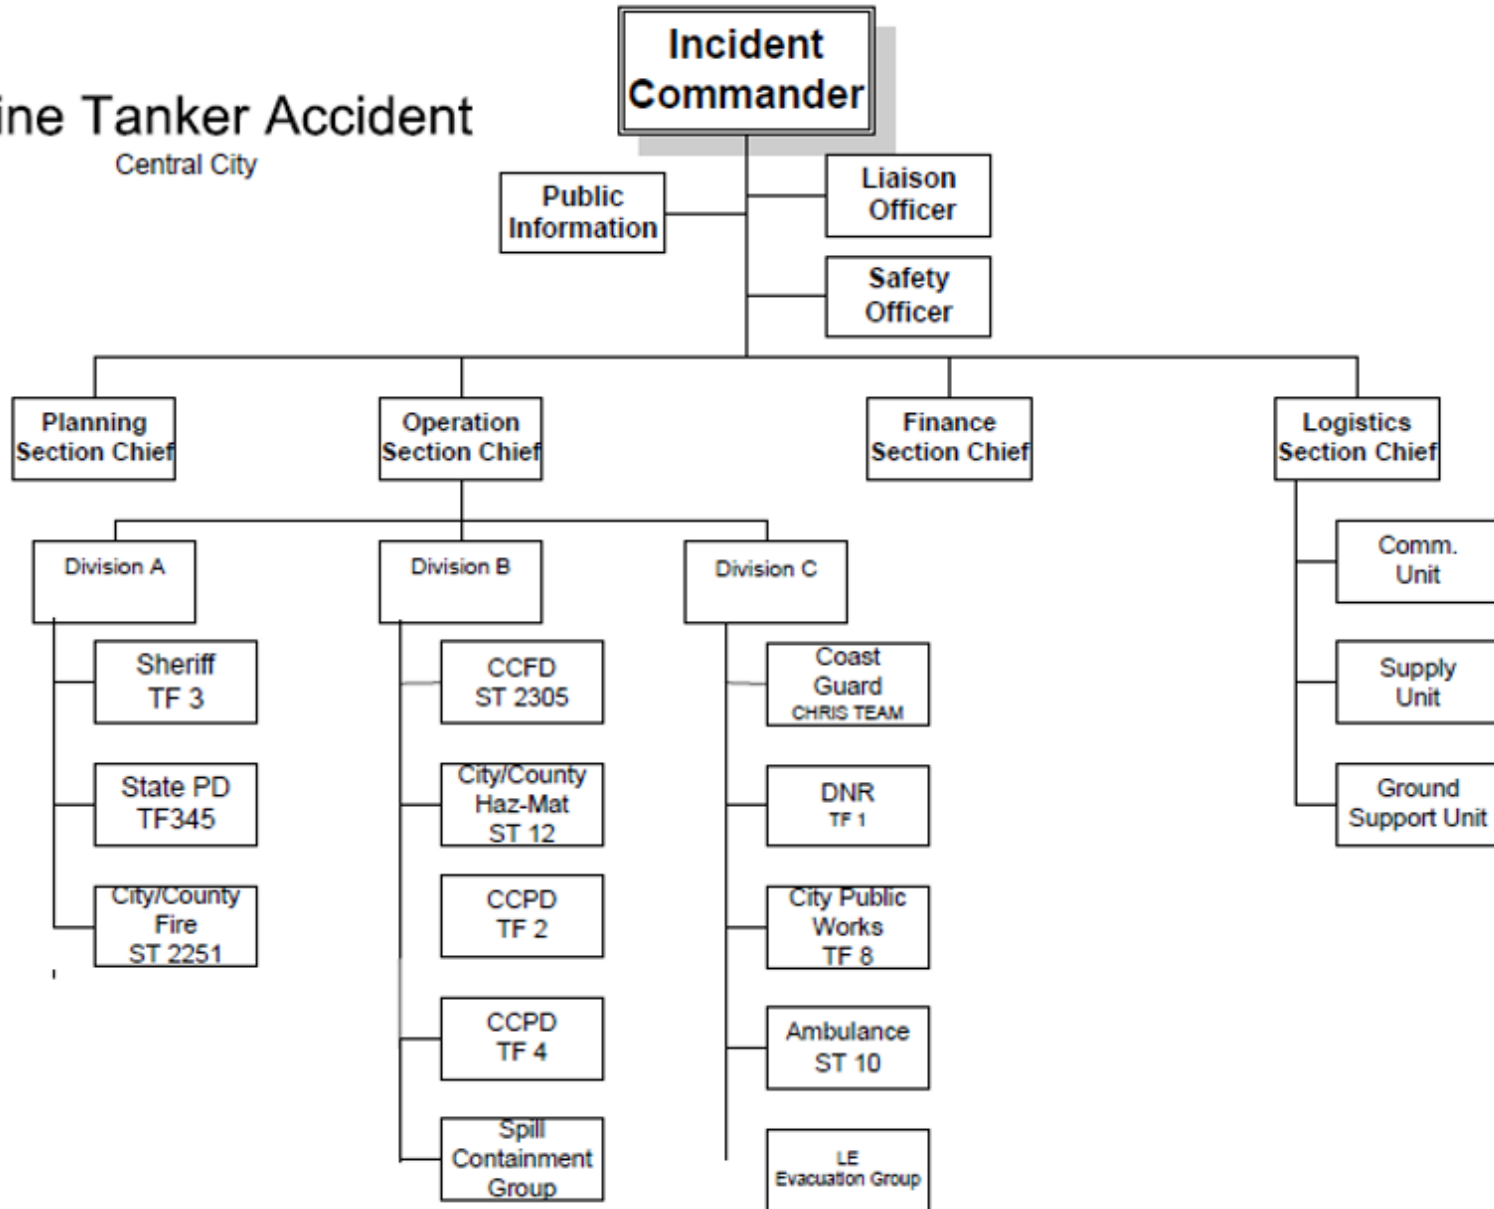 Incident
Commander
ine Tanker Accident
Central City
Public
Information
Liaison
Officer
Safety
Officer
Planning
Section Chief
Operation
Section Chief
Finance
Section Chief
Logistics
Section Chief
Division A
Division B
Division C
Sheriff
TF 3
State PD
TF345
City/County
Fire
ST 2251
CCFD
ST 2305
City/County
Haz-Mat
ST 12
CCPD
TF 2
CCPD
TF 4
Spill
Containment
Group
Coast
Guard
CHRIS TEAM
DNR
TF 1
City Public
Works
TF 8
Ambulance
ST 10
LE
Evacuation Group
Comm.
Unit
Supply
Unit
Ground
Support Unit